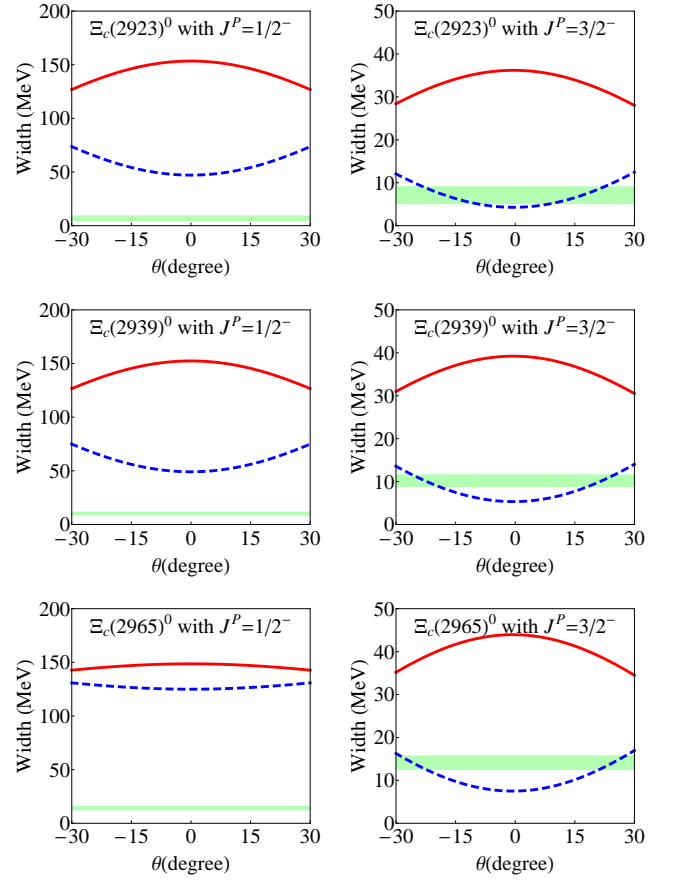 Ξc(2923)⁰ with Jᴾ=1/2⁻
200
150
100
50
0
Width (MeV)
−30 −15 0 15 30
θ(degree)
Ξc(2923)⁰ with Jᴾ=3/2⁻
50
40
30
20
10
0
Width (MeV)
−30 −15 0 15 30
θ(degree)
Ξc(2939)⁰ with Jᴾ=1/2⁻
200
150
100
50
0
Width (MeV)
−30 −15 0 15 30
θ(degree)
Ξc(2939)⁰ with Jᴾ=3/2⁻
50
40
30
20
10
0
Width (MeV)
−30 −15 0 15 30
θ(degree)
Ξc(2965)⁰ with Jᴾ=1/2⁻
200
150
100
50
0
Width (MeV)
−30 −15 0 15 30
θ(degree)
Ξc(2965)⁰ with Jᴾ=3/2⁻
50
40
30
20
10
0
Width (MeV)
−30 −15 0 15 30
θ(degree)